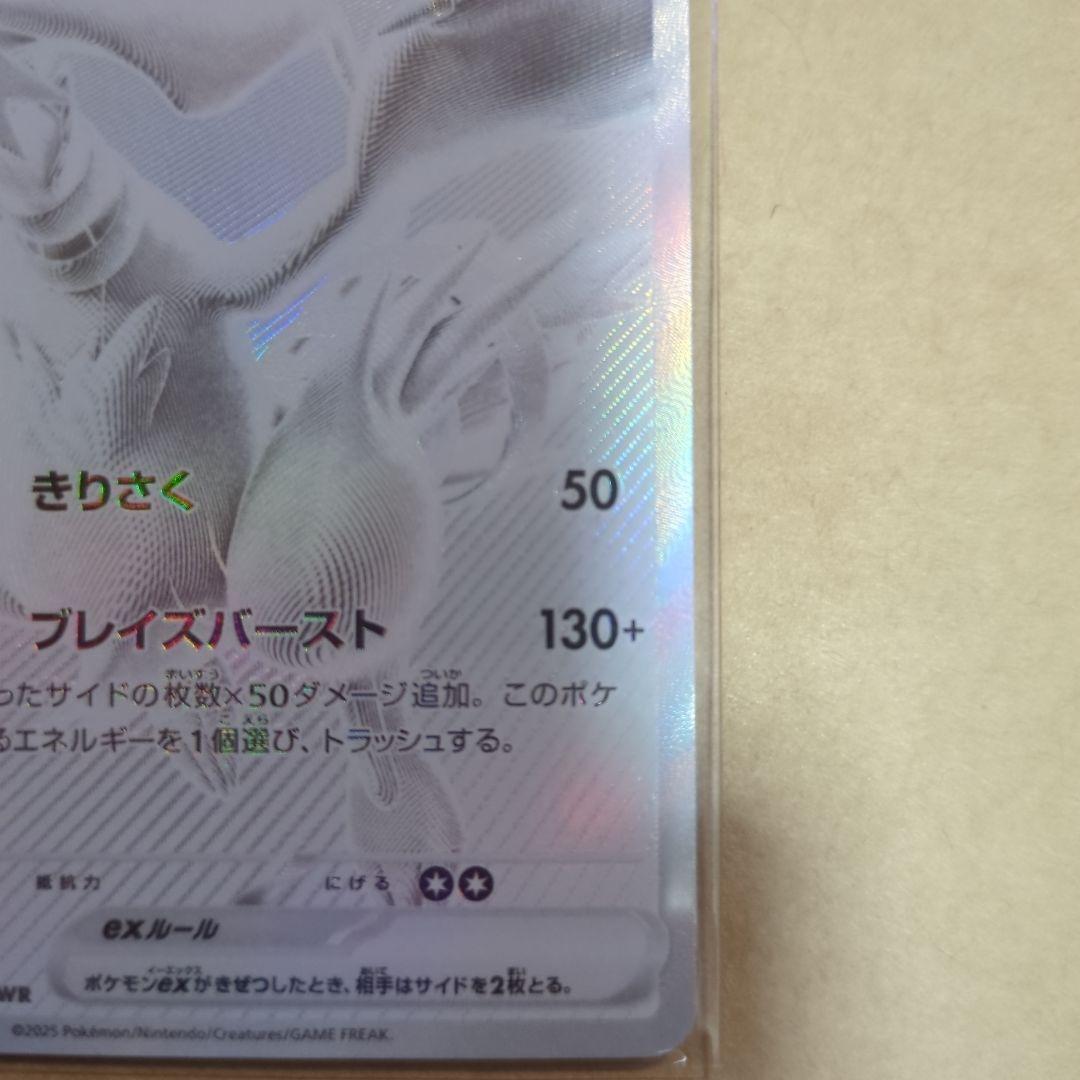 きりさく 50
ブレイズバースト 130+
ったサイドの枚数×50ダメージ追加。このポケ
るエネルギーを1個選び、トラッシュする。
抵抗力 にげる
exルール
ポケモンexがきぜつしたとき、相手はサイドを2枚とる。
WR
©2025 Pokémon/Nintendo/Creatures/GAME FREAK.